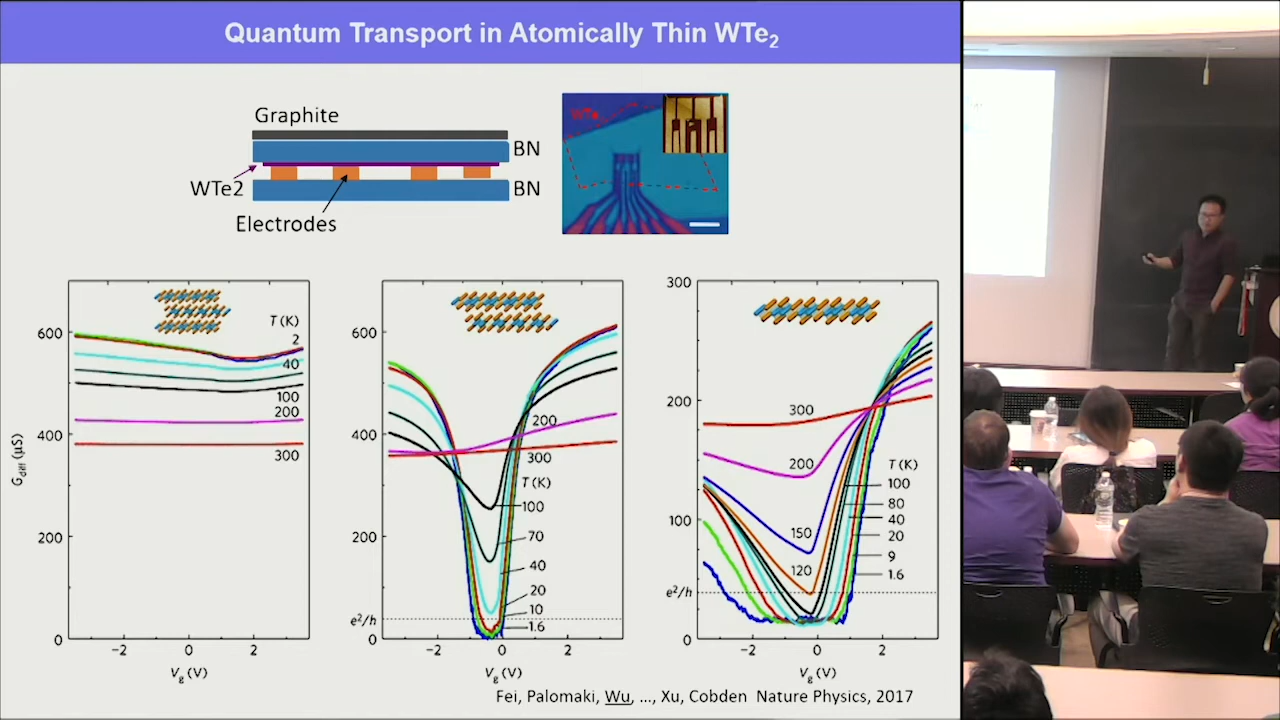 Quantum Transport in Atomically Thin WTe2
Graphite
BN
WTe2
BN
Electrodes
600
400
200
0
Gdiff (µS)
T (K)
2
40
100
200
300
−2
0
2
Vg (V)
600
400
200
e²/h
0
200
300
T (K)
100
70
40
20
10
1.6
−2
0
2
Vg (V)
300
200
100
e²/h
0
300
200
150
120
T (K)
100
80
40
20
9
1.6
−2
0
2
Vg (V)
Fei, Palomaki, Wu, ..., Xu, Cobden Nature Physics, 2017